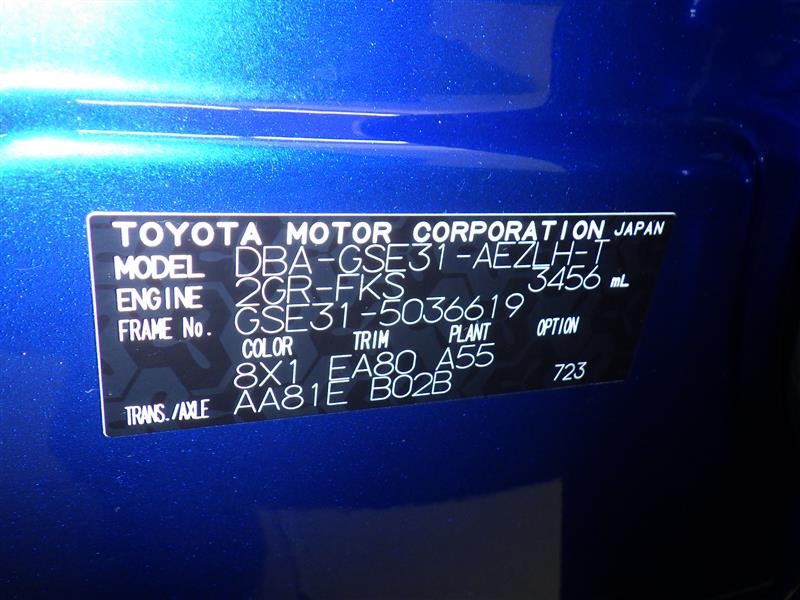 TOYOTA MOTOR CORPORATION JAPAN
MODEL DBA-GSE31-AEZLH-T
ENGINE 2GR-FKS 3456 mL
FRAME No. GSE31-5036619
COLOR TRIM PLANT OPTION
8X1 EA80 A55 723
TRANS./AXLE AA81E B02B